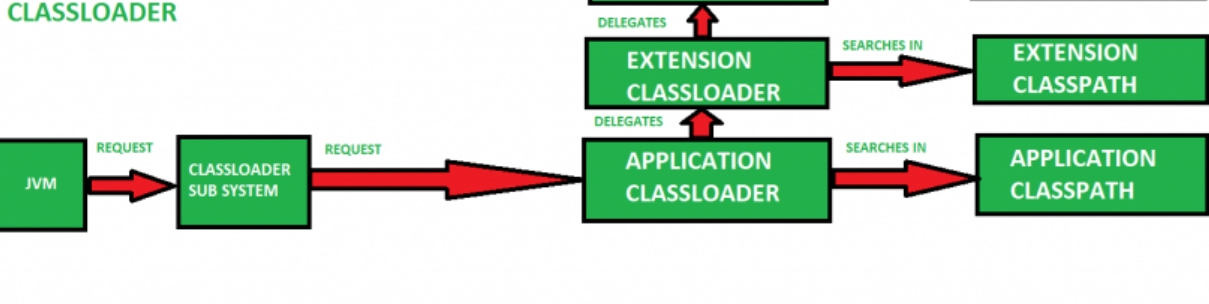 CLASSLOADER
DELEGATES
EXTENSION
CLASSLOADER
SEARCHES IN
EXTENSION
CLASSPATH
DELEGATES
JVM
REQUEST
CLASSLOADER
SUB SYSTEM
REQUEST
APPLICATION
CLASSLOADER
SEARCHES IN
APPLICATION
CLASSPATH